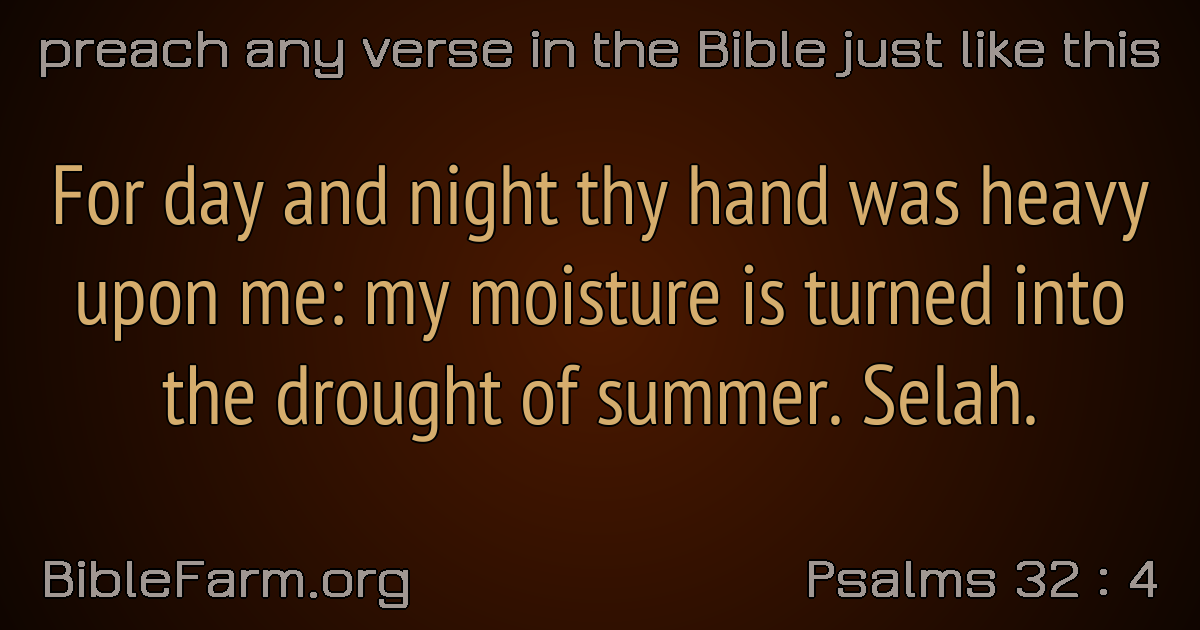 preach any verse in the Bible just like this
For day and night thy hand was heavy
upon me: my moisture is turned into
the drought of summer. Selah.
BibleFarm.org
Psalms 32 : 4